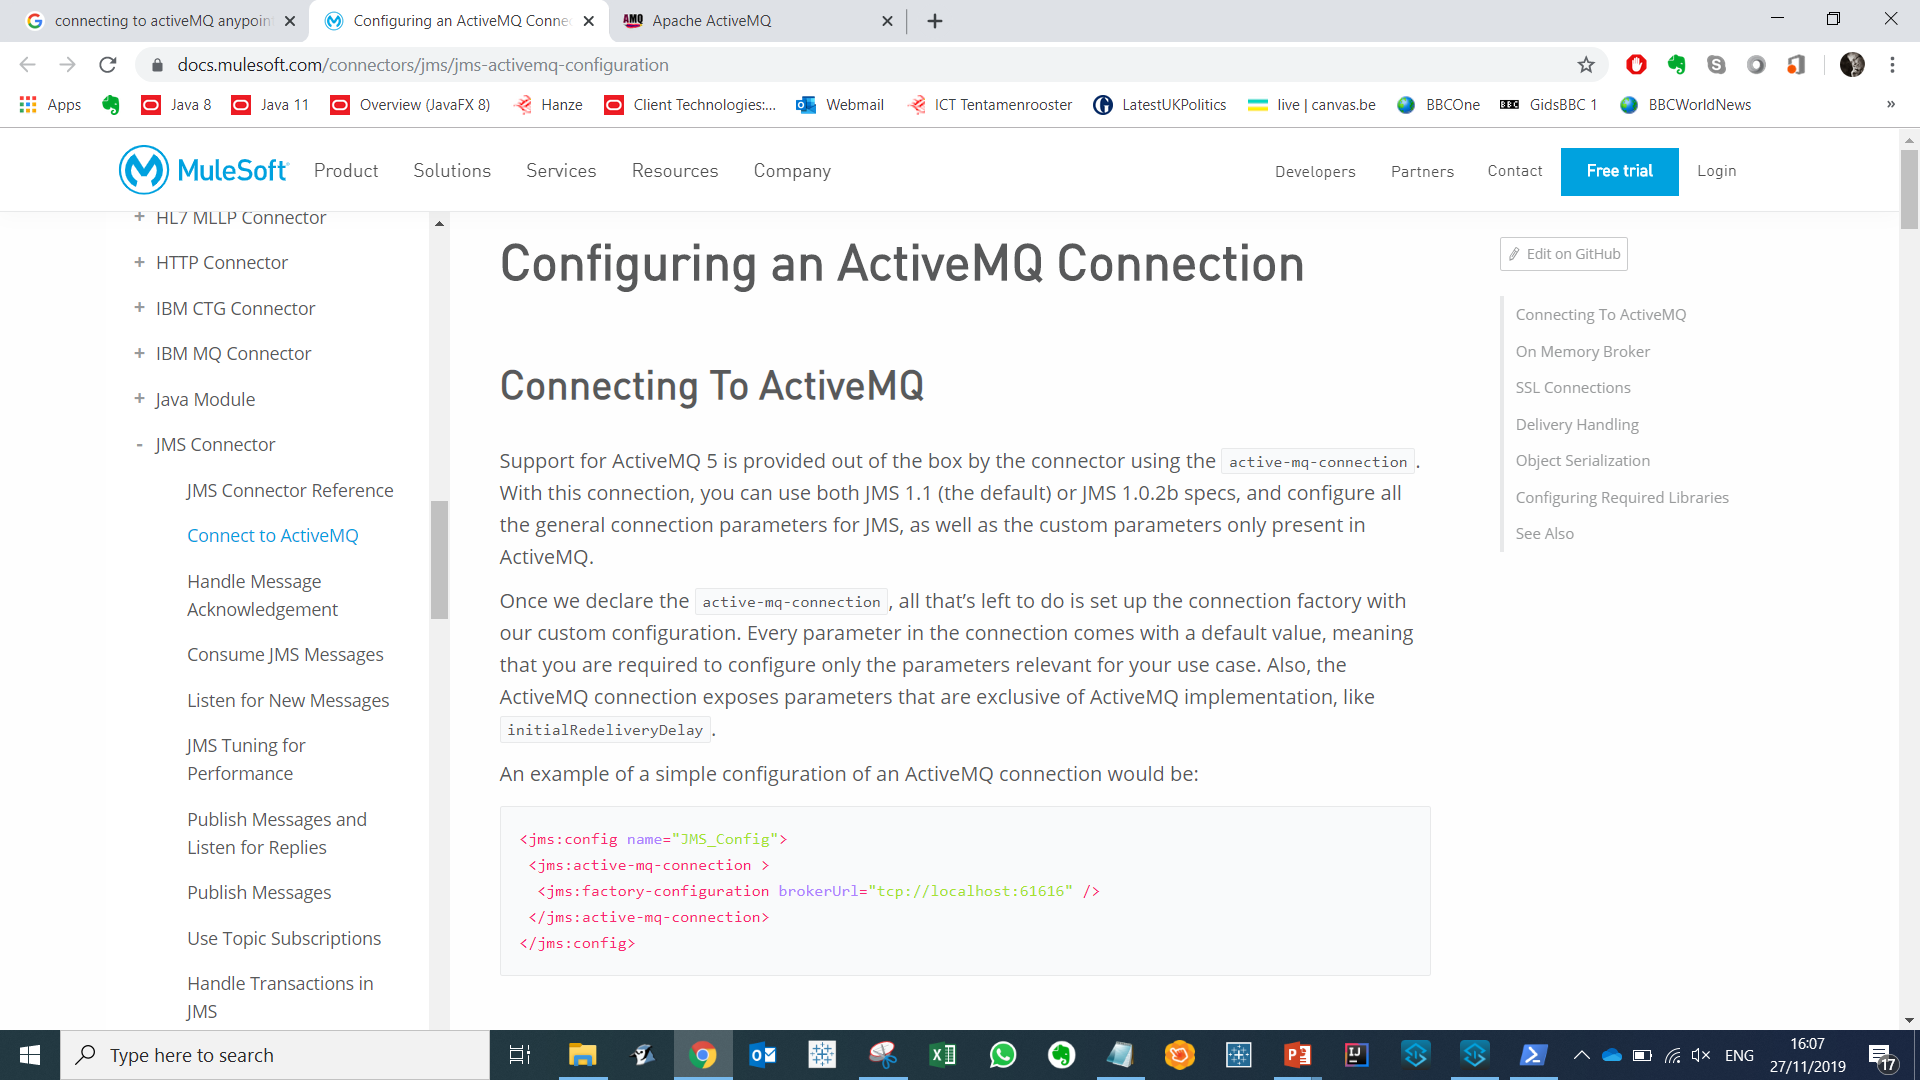 connecting to activeMQ anypoin
Configuring an ActiveMQ Conne
Apache ActiveMQ
docs.mulesoft.com/connectors/jms/jms-activemq-configuration
Apps
Java 8
Java 11
Overview (JavaFX 8)
Hanze
Client Technologies:...
Webmail
ICT Tentamenrooster
LatestUKPolitics
live | canvas.be
BBCOne
GidsBBC 1
BBCWorldNews
»
MuleSoft
Product
Solutions
Services
Resources
Company
Developers
Partners
Contact
Free trial
Login
+ HL7 MLLP Connector
+ HTTP Connector
+ IBM CTG Connector
+ IBM MQ Connector
+ Java Module
- JMS Connector
JMS Connector Reference
Connect to ActiveMQ
Handle Message
Acknowledgement
Consume JMS Messages
Listen for New Messages
JMS Tuning for
Performance
Publish Messages and
Listen for Replies
Publish Messages
Use Topic Subscriptions
Handle Transactions in
JMS
Configuring an ActiveMQ Connection
Connecting To ActiveMQ
Support for ActiveMQ 5 is provided out of the box by the connector using the active-mq-connection.
With this connection, you can use both JMS 1.1 (the default) or JMS 1.0.2b specs, and configure all
the general connection parameters for JMS, as well as the custom parameters only present in
ActiveMQ.
Once we declare the active-mq-connection, all that’s left to do is set up the connection factory with
our custom configuration. Every parameter in the connection comes with a default value, meaning
that you are required to configure only the parameters relevant for your use case. Also, the
ActiveMQ connection exposes parameters that are exclusive of ActiveMQ implementation, like
initialRedeliveryDelay.
An example of a simple configuration of an ActiveMQ connection would be:
<jms:config name="JMS_Config">
<jms:active-mq-connection >
<jms:factory-configuration brokerUrl="tcp://localhost:61616" />
</jms:active-mq-connection>
</jms:config>
Edit on GitHub
Connecting To ActiveMQ
On Memory Broker
SSL Connections
Delivery Handling
Object Serialization
Configuring Required Libraries
See Also
Type here to search
ENG
16:07
27/11/2019
17